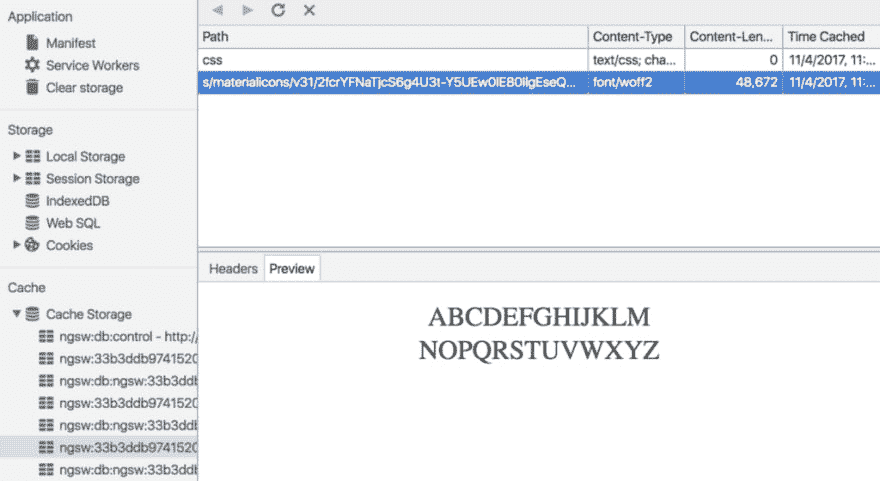 Application
Manifest
Service Workers
Clear storage
Storage
Local Storage
Session Storage
IndexedDB
Web SQL
Cookies
Cache
Cache Storage
ngsw:db:control - http:/
ngsw:33b3ddb9741520
ngsw:db:ngsw:33b3ddb
ngsw:33b3ddb9741520
ngsw:db:ngsw:33b3ddb
ngsw:33b3ddb9741520
ngsw:db:ngsw:33b3ddb
Path Content-Type Content-Len... Time Cached
css text/css; cha... 0 11/4/2017, 11:...
s/materialicons/v31/2fcrYFNaTjcS6g4U3t-Y5UEw0lE80llgEseQ... font/woff2 48,672 11/4/2017, 11:...
Headers Preview
ABCDEFGHIJKLM
NOPQRSTUVWXYZ